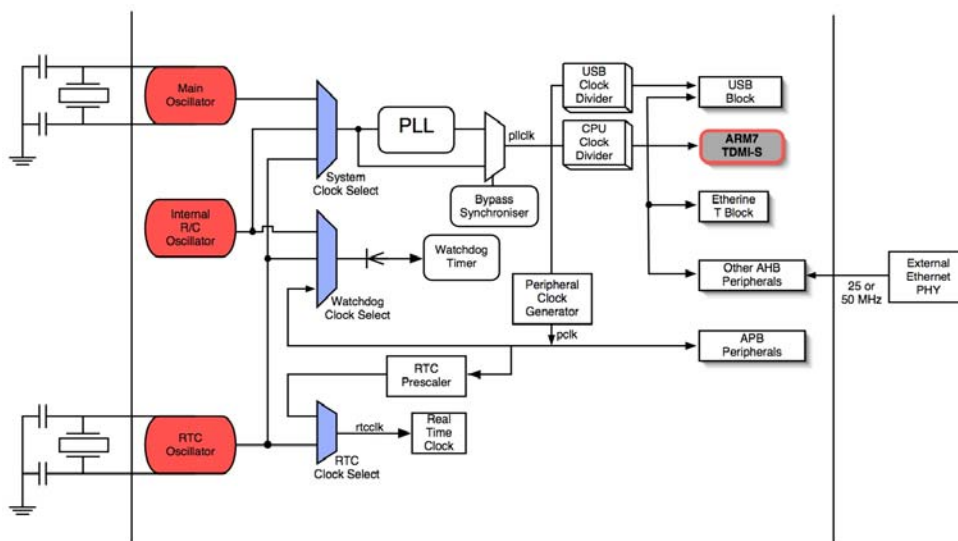 Main
Oscillator
Internal
R/C
Oscillator
RTC
Oscillator
System
Clock Select
PLL
Bypass
Synchroniser
pllclk
USB
Clock
Divider
CPU
Clock
Divider
USB
Block
ARM7
TDMI-S
Etherine
T Block
Other AHB
Peripherals
25 or
50 MHz
External
Ethernet
PHY
Watchdog
Clock Select
Watchdog
Timer
Peripheral
Clock
Generator
pclk
APB
Peripherals
RTC
Prescaler
RTC
Clock Select
rtcclk
Real
Time
Clock